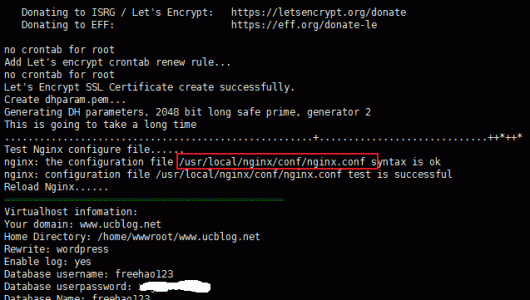 Donating to ISRG / Let's Encrypt:   https://letsencrypt.org/donate
Donating to EFF:                    https://eff.org/donate-le
no crontab for root
Add Let's encrypt crontab renew rule...
no crontab for root
Let's Encrypt SSL Certificate create successfully.
Create dhparam.pem...
Generating DH parameters, 2048 bit long safe prime, generator 2
This is going to take a long time
......................................................+.............................++*++*
Test Nginx configure file......
nginx: the configuration file /usr/local/nginx/conf/nginx.conf syntax is ok
nginx: configuration file /usr/local/nginx/conf/nginx.conf test is successful
Reload Nginx......
================================================
Virtualhost infomation:
Your domain: www.ucblog.net
Home Directory: /home/wwwroot/www.ucblog.net
Rewrite: wordpress
Enable log: yes
Database username: freehao123
Database userpassword:
Database Name: freehao123